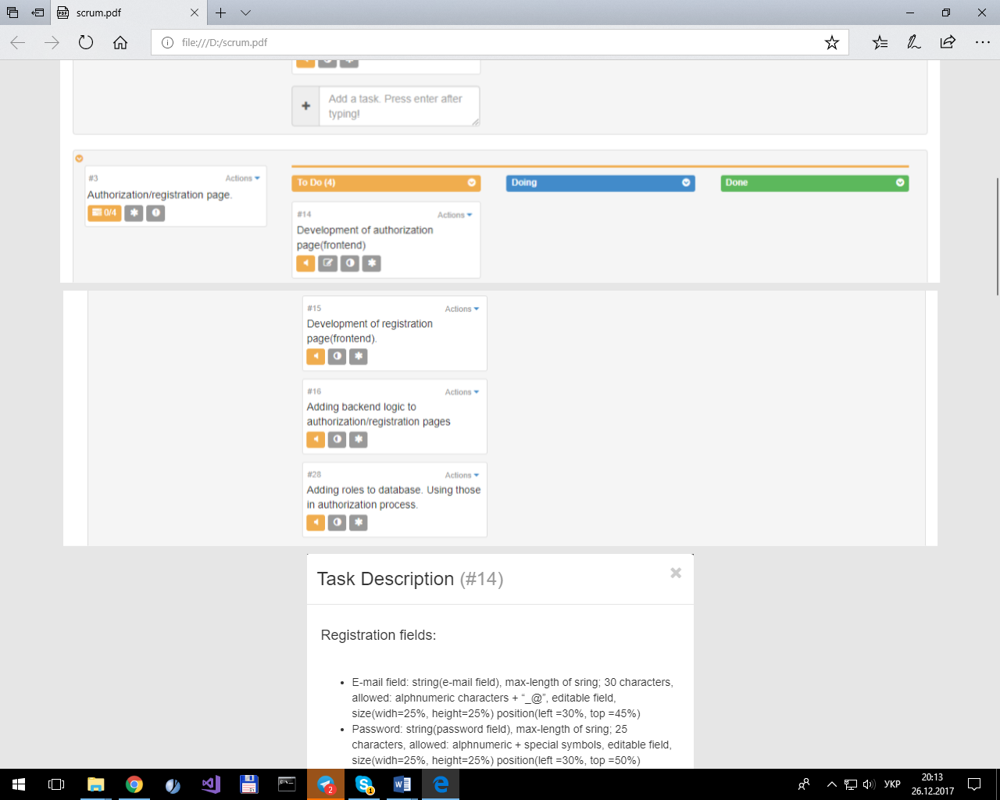 scrum.pdf
file:///D:/scrum.pdf
Add a task. Press enter after
typing!
#3
Actions
Authorization/registration page.
0/4
To Do (4)
Doing
Done
#14
Actions
Development of authorization
page(frontend)
#15
Actions
Development of registration
page(frontend).
#16
Actions
Adding backend logic to
authorization/registration pages
#28
Actions
Adding roles to database. Using those
in authorization process.
Task Description (#14)
Registration fields:
• E-mail field: string(e-mail field), max-length of sring; 30 characters,
allowed: alphnumeric characters + “_@”, editable field,
size(widh=25%, height=25%) position(left =30%, top =45%)
• Password: string(password field), max-length of sring; 25
characters, allowed: alphnumeric + special symbols, editable field,
size(widh=25%, height=25%) position(left =30%, top =50%)
2
1
УКР
20:13
26.12.2017